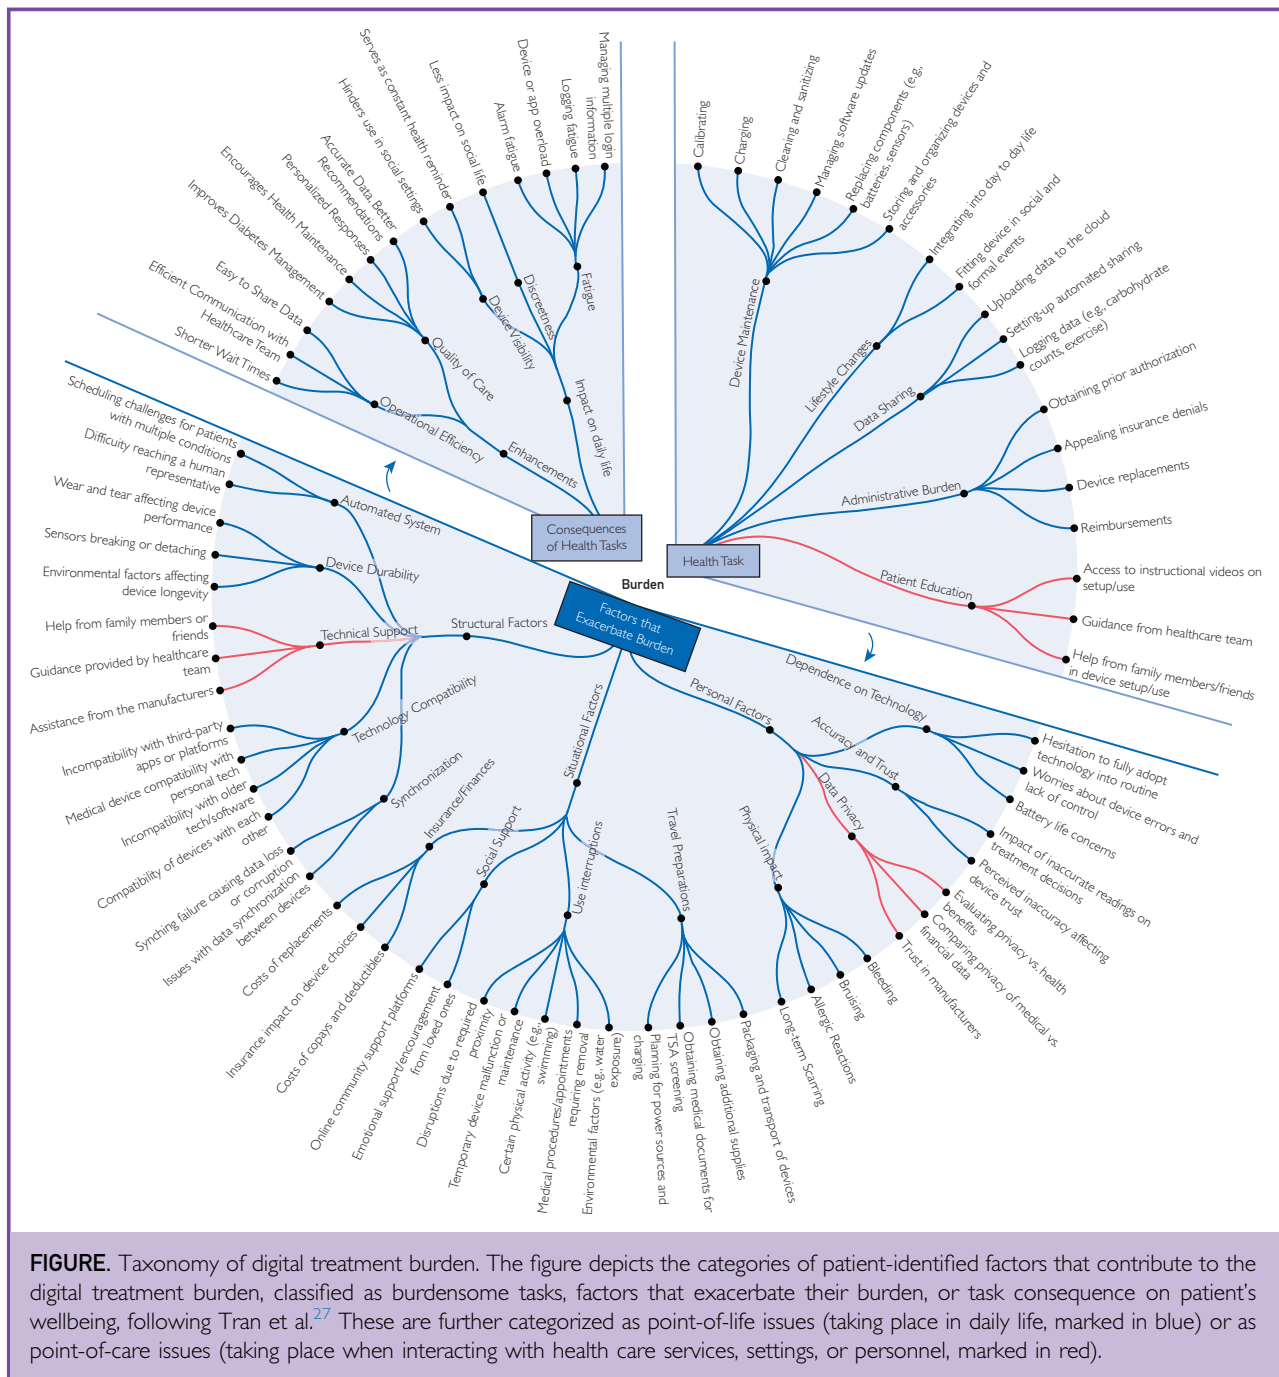 Managing multiple login
information
Logging fatigue
Device or app overload
Alarm fatigue
Fatigue
Less impact on social life
Discreetness
Serves as constant health reminder
Hinders use in social settings
Device Visibility
Impact on daily life
Accurate Data, Better
Recommendations
Personalized Responses
Encourages Health Maintenance
Improves Diabetes Management
Quality of Care
Easy to Share Data
Efficient Communication with
Healthcare Team
Shorter Wait Times
Operational Efficiency
Enhancements
Consequences
of Health Tasks
Calibrating
Charging
Cleaning and sanitizing
Managing software updates
Replacing components (e.g.,
batteries, sensors)
Storing and organizing devices and
accessories
Device Maintenance
Integrating into day to day life
Fitting device in social and
formal events
Lifestyle Changes
Uploading data to the cloud
Setting-up automated sharing
Logging data (e.g., carbohydrate
counts, exercise)
Data Sharing
Obtaining prior authorization
Appealing insurance denials
Device replacements
Reimbursements
Administrative Burden
Access to instructional videos on
setup/use
Guidance from healthcare team
Help from family members/friends
in device setup/use
Patient Education
Health Task
Burden
Factors that
Exacerbate Burden
Scheduling challenges for patients
with multiple conditions
Difficulty reaching a human
representative
Automated System
Wear and tear affecting device
performance
Sensors breaking or detaching
Environmental factors affecting
device longevity
Device Durability
Help from family members or
friends
Guidance provided by healthcare
team
Assistance from the manufacturers
Technical Support
Structural Factors
Incompatibility with third-party
apps or platforms
Medical device compatibility with
personal tech
Incompatibility with older
tech/software
Compatibility of devices with each
other
Technology Compatibility
Synching failure causing data loss
or corruption
Issues with data synchronization
between devices
Synchronization
Costs of replacements
Insurance impact on device choices
Costs of copays and deductibles
Insurance/Finances
Online community support platforms
Emotional support/encouragement
from loved ones
Social Support
Situational Factors
Disruptions due to required
proximity
Temporary device malfunction or
maintenance
Certain physical activity (e.g.,
swimming)
Medical procedures/appointments
requiring removal
Environmental factors (e.g., water
exposure)
Use interruptions
Planning for power sources and
charging
Obtaining medical documents for
TSA screening
Obtaining additional supplies
Packaging and transport of devices
Travel Preparations
Personal Factors
Long-term Scarring
Allergic Reactions
Bruising
Bleeding
Physical impact
Trust in manufacturers
Comparing privacy of medical vs.
financial data
Evaluating privacy vs. health
benefits
Data Privacy
Perceived inaccuracy affecting
device trust
Impact of inaccurate readings on
treatment decisions
Accuracy and Trust
Battery life concerns
Worries about device errors and
lack of control
Hesitation to fully adopt
technology into routine
Dependence on Technology
FIGURE. Taxonomy of digital treatment burden. The figure depicts the categories of patient-identified factors that contribute to the
digital treatment burden, classified as burdensome tasks, factors that exacerbate their burden, or task consequence on patient's
wellbeing, following Tran et al.27 These are further categorized as point-of-life issues (taking place in daily life, marked in blue) or as
point-of-care issues (taking place when interacting with health care services, settings, or personnel, marked in red).